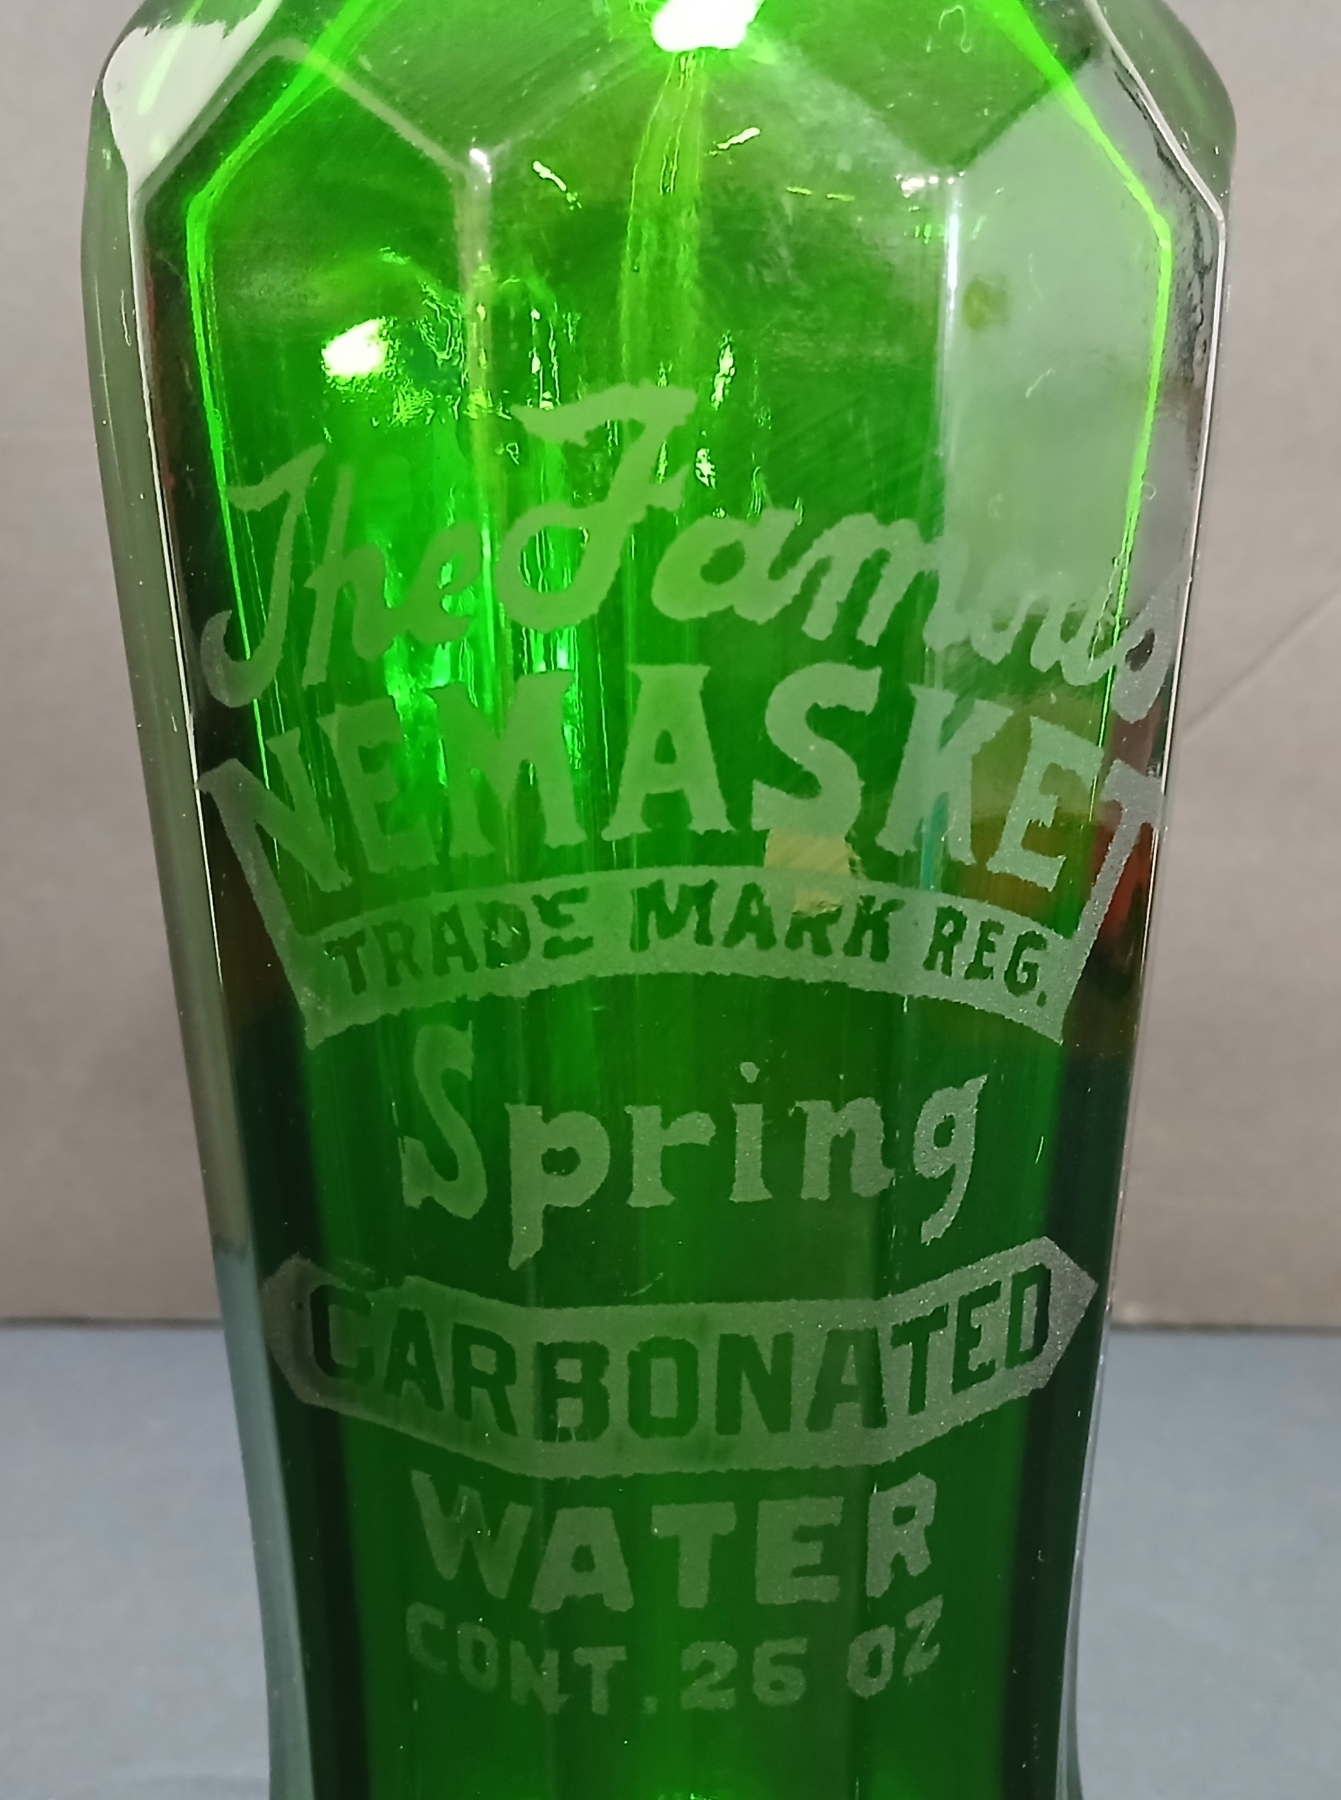 The Famous
NEMASKET
TRADE MARK REG.
Spring
CARBONATED
WATER
CONT. 26 OZ